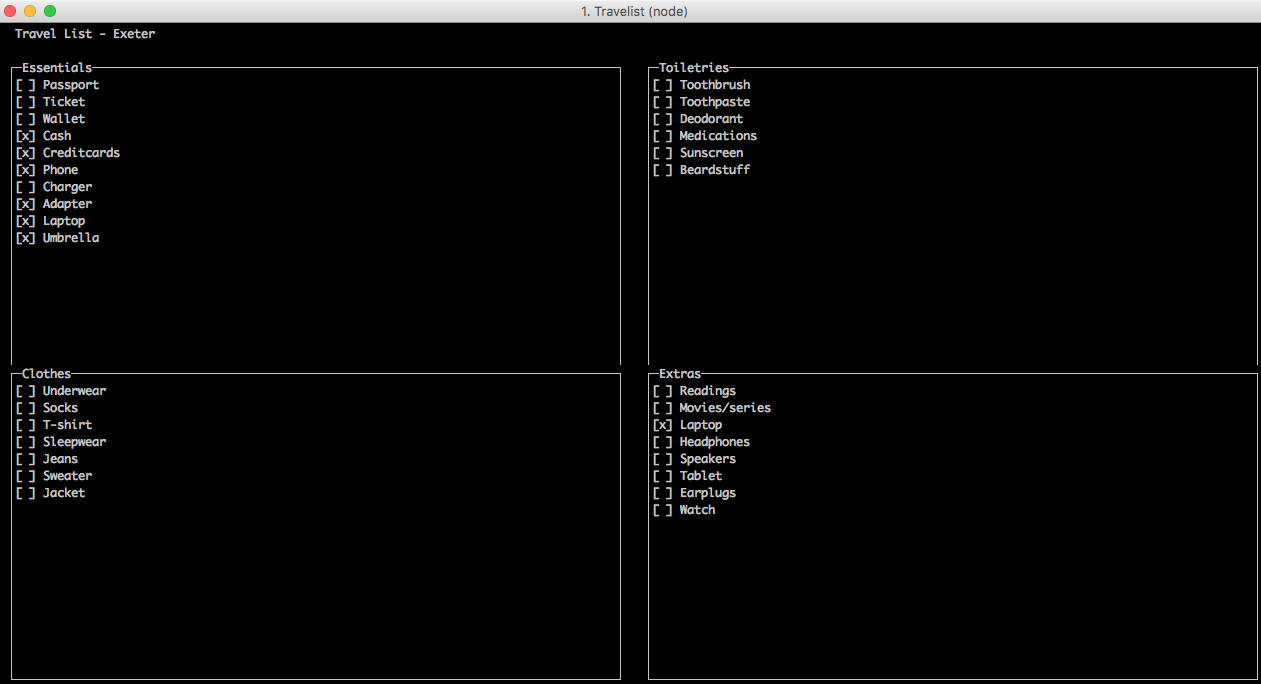 1. Travelist (node)
Travel List - Exeter
Essentials
[ ] Passport
[ ] Ticket
[ ] Wallet
[x] Cash
[x] Creditcards
[x] Phone
[ ] Charger
[x] Adapter
[x] Laptop
[x] Umbrella
Toiletries
[ ] Toothbrush
[ ] Toothpaste
[ ] Deodorant
[ ] Medications
[ ] Sunscreen
[ ] Beardstuff
Clothes
[ ] Underwear
[ ] Socks
[ ] T-shirt
[ ] Sleepwear
[ ] Jeans
[ ] Sweater
[ ] Jacket
Extras
[ ] Readings
[ ] Movies/series
[x] Laptop
[ ] Headphones
[ ] Speakers
[ ] Tablet
[ ] Earplugs
[ ] Watch